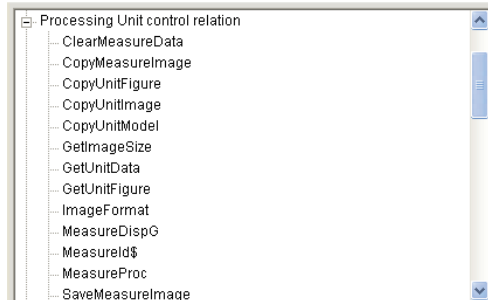 Processing Unit control relation
ClearMeasureData
CopyMeasureImage
CopyUnitFigure
CopyUnitImage
CopyUnitModel
GetImageSize
GetUnitData
GetUnitFigure
ImageFormat
MeasureDispG
MeasureId$
MeasureProc
SaveMeasureImage